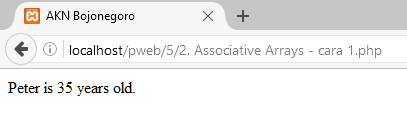 AKN Bojonegoro
localhost/pweb/5/2. Associative Arrays - cara 1.php
Peter is 35 years old.